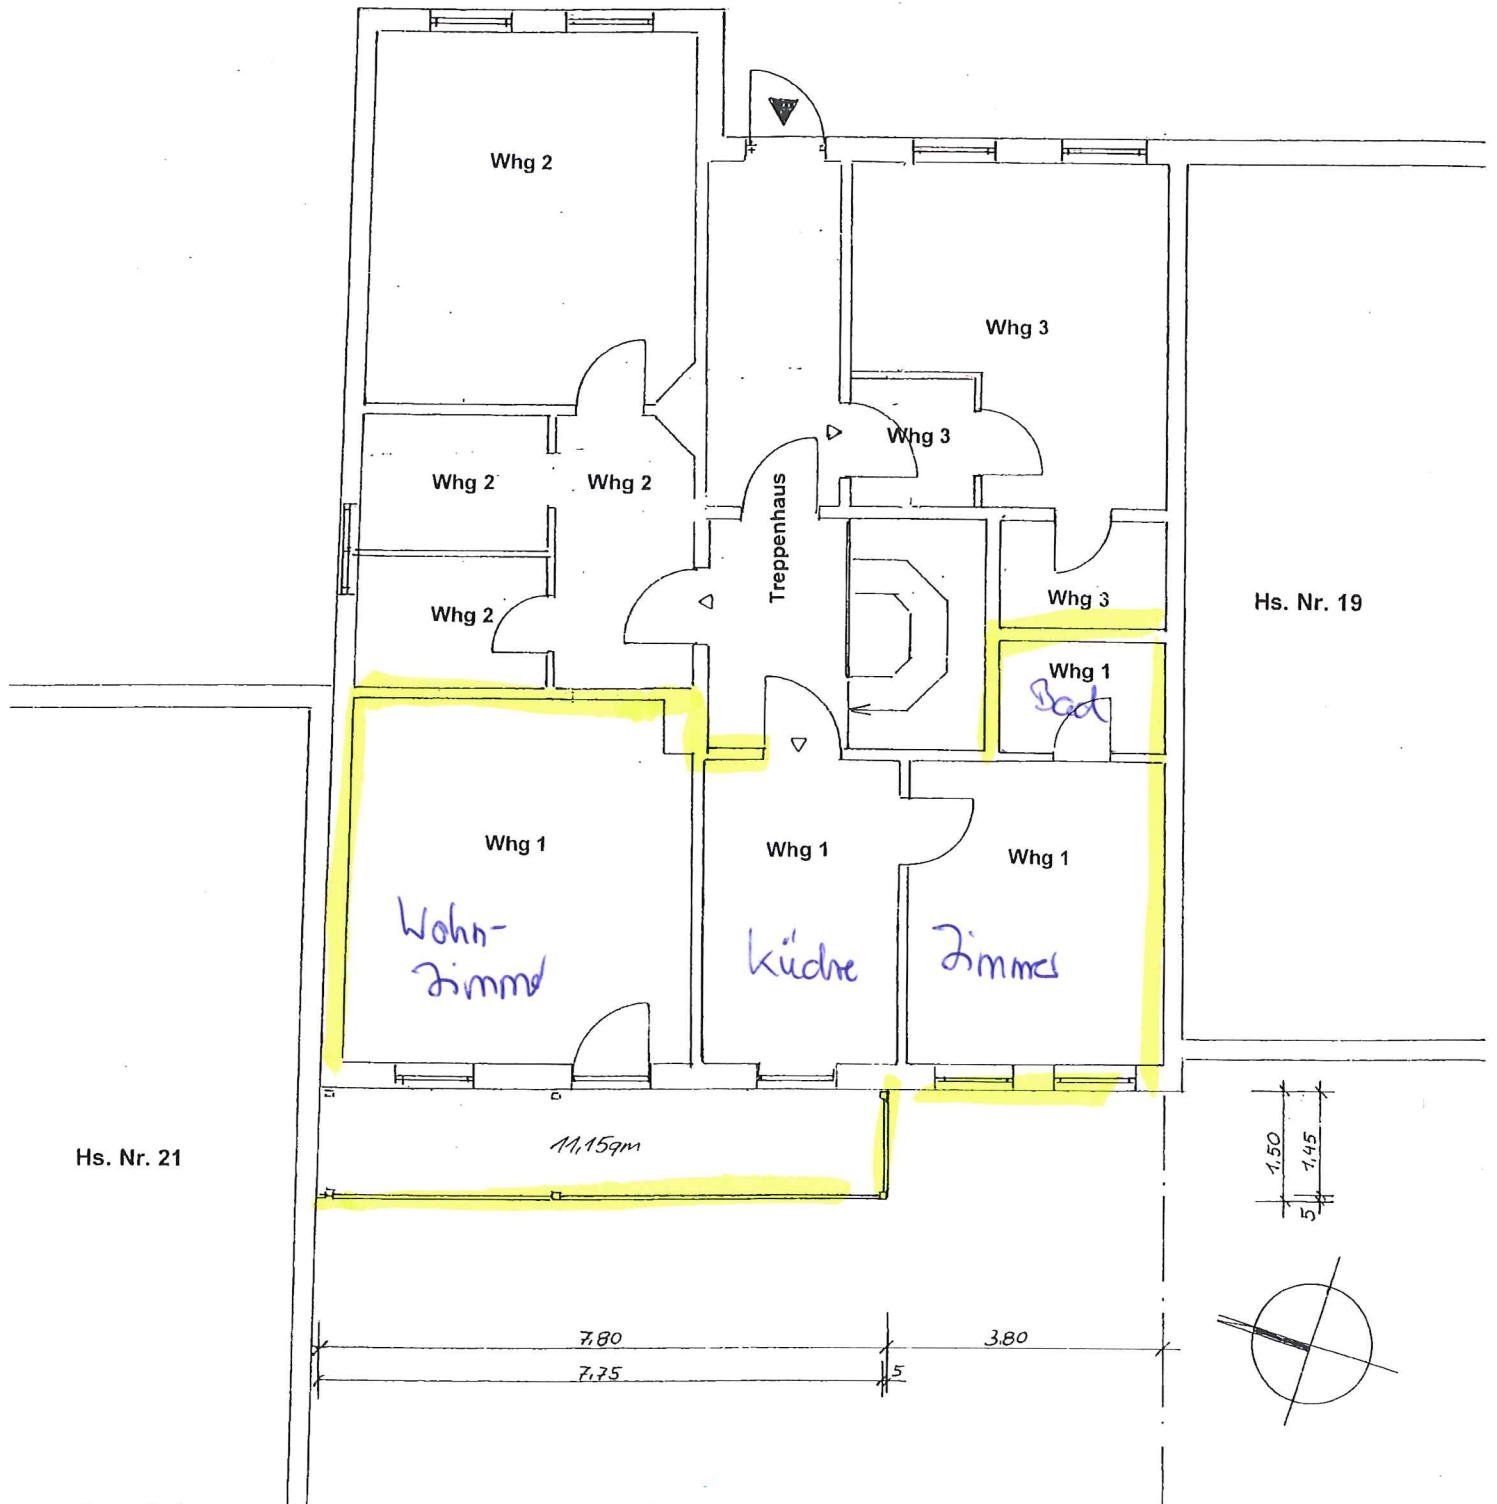 Whg 2
Whg 3
Whg 3
Whg 2
Whg 2
Treppenhaus
Whg 3
Hs. Nr. 19
Whg 2
Whg 1
Bad
Whg 1
Whg 1
Whg 1
Wohn-
Zimmer
Küche
Zimmer
11,15qm
Hs. Nr. 21
1,50
1,45
5
7,80
3,80
7,75
5